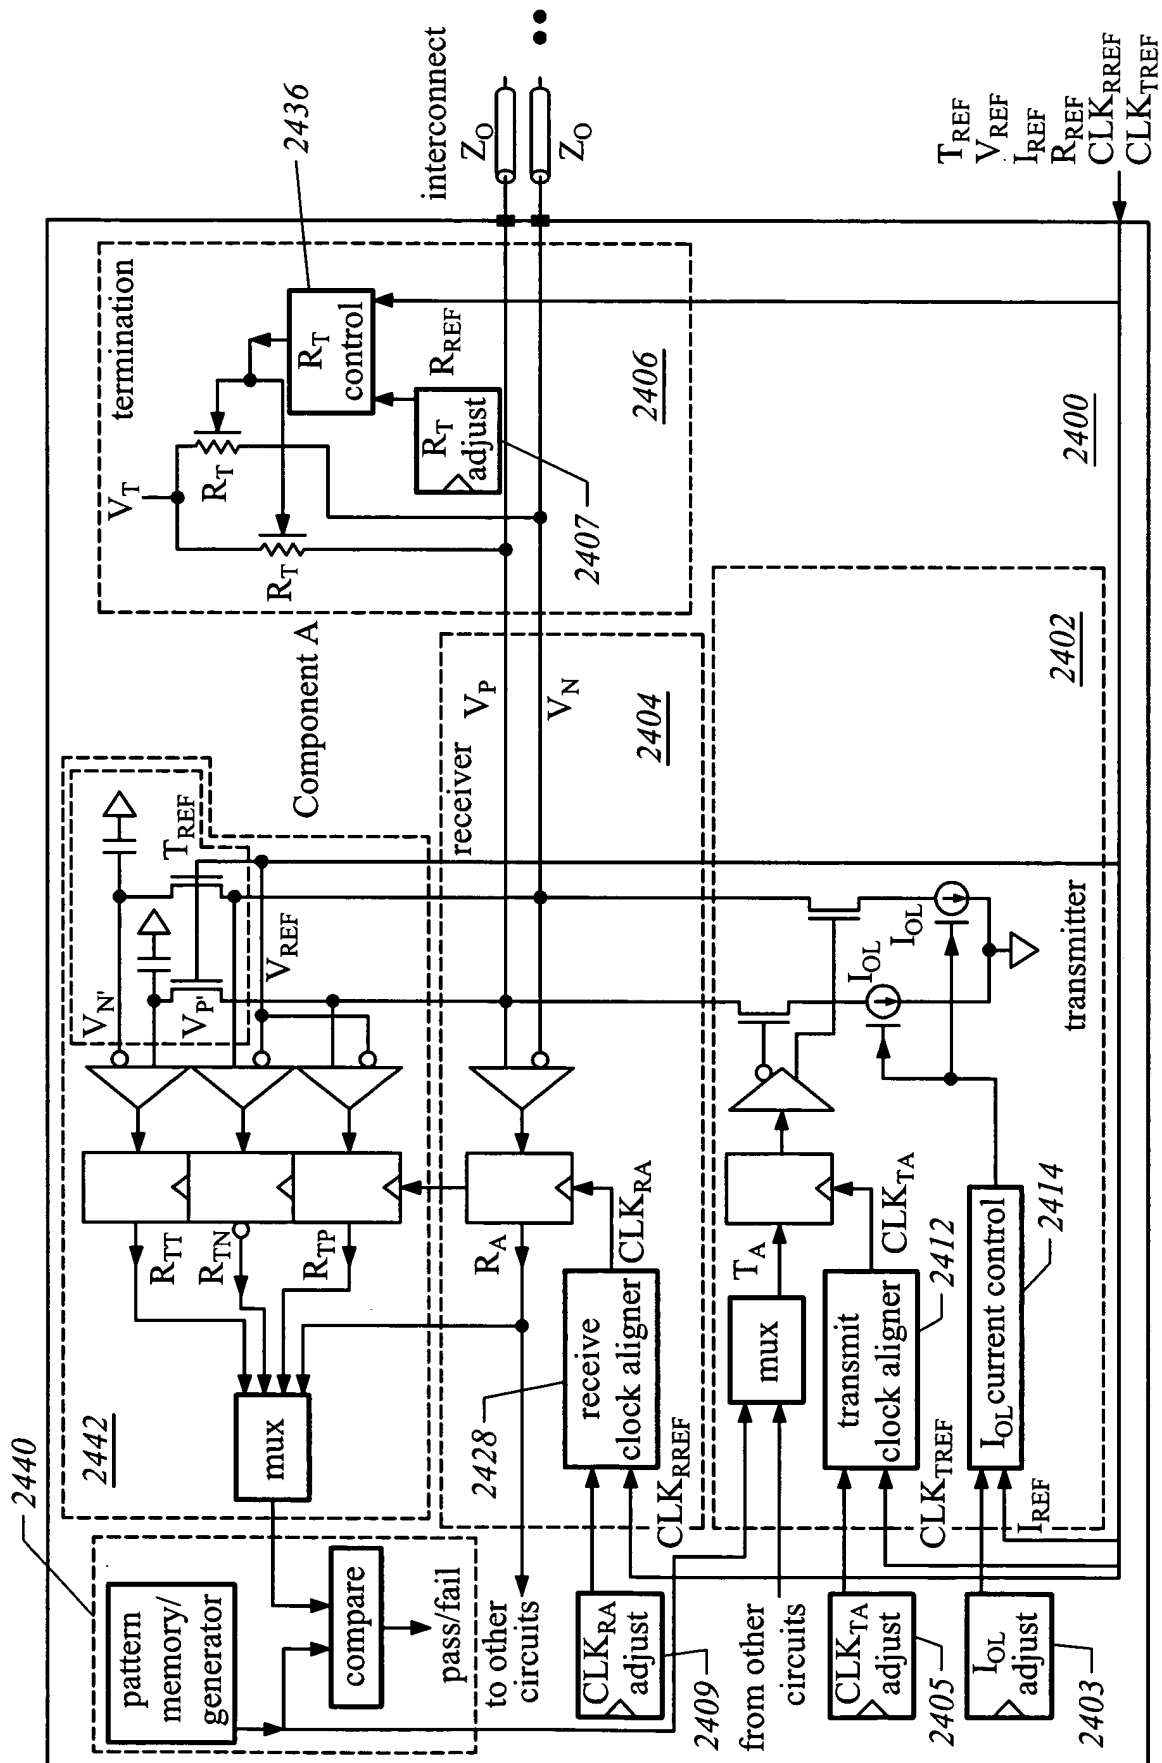 2440
pattern
memory/
generator
compare
pass/fail
2442
mux
R_TT
R_TN
R_TP
V_N'
V_P'
T_REF
V_REF
Component A
termination
V_T
R_T
R_T
R_T
control
2436
R_T
adjust
R_REF
2407
2406
interconnect
Z_O
Z_O
receiver
V_P
V_N
2404
R_A
to other
circuits
2428
receive
clock aligner
CLK_RA
CLK_RREF
CLK_RA
adjust
2409
from other
circuits
mux
T_A
transmit
clock aligner
CLK_TA
2412
CLK_TREF
CLK_TA
adjust
2405
I_OL current control
2414
I_REF
I_OL
adjust
2403
I_OL
I_OL
transmitter
2402
2400
T_REF
V_REF
I_REF
R_REF
CLK_RREF
CLK_TREF